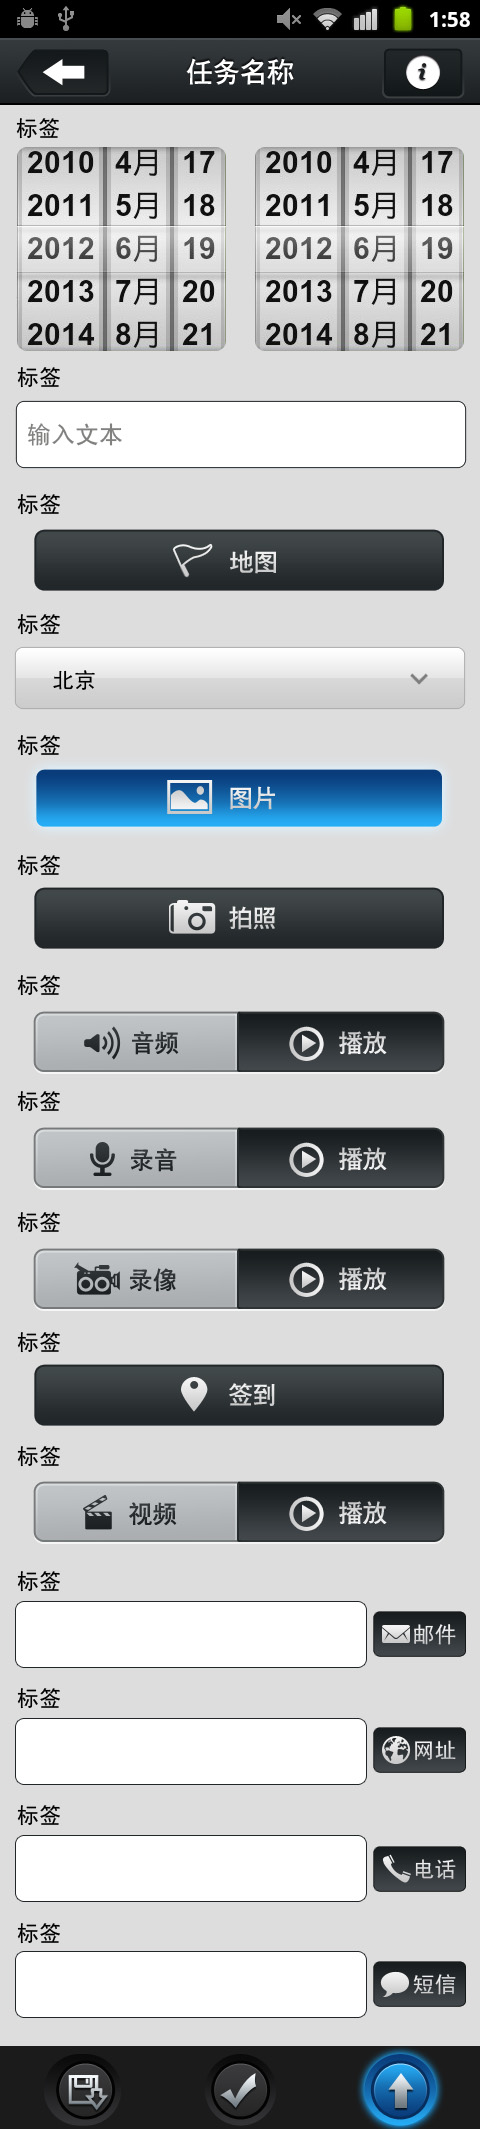 1:58
任务名称
标签
2010 4月 17 2010 4月 17
2011 5月 18 2011 5月 18
2012 6月 19 2012 6月 19
2013 7月 20 2013 7月 20
2014 8月 21 2014 8月 21
标签
输入文本
标签
地图
标签
北京
标签
图片
标签
拍照
标签
音频 播放
标签
录音 播放
标签
录像 播放
标签
签到
标签
视频 播放
标签
邮件
标签
网址
标签
电话
标签
短信